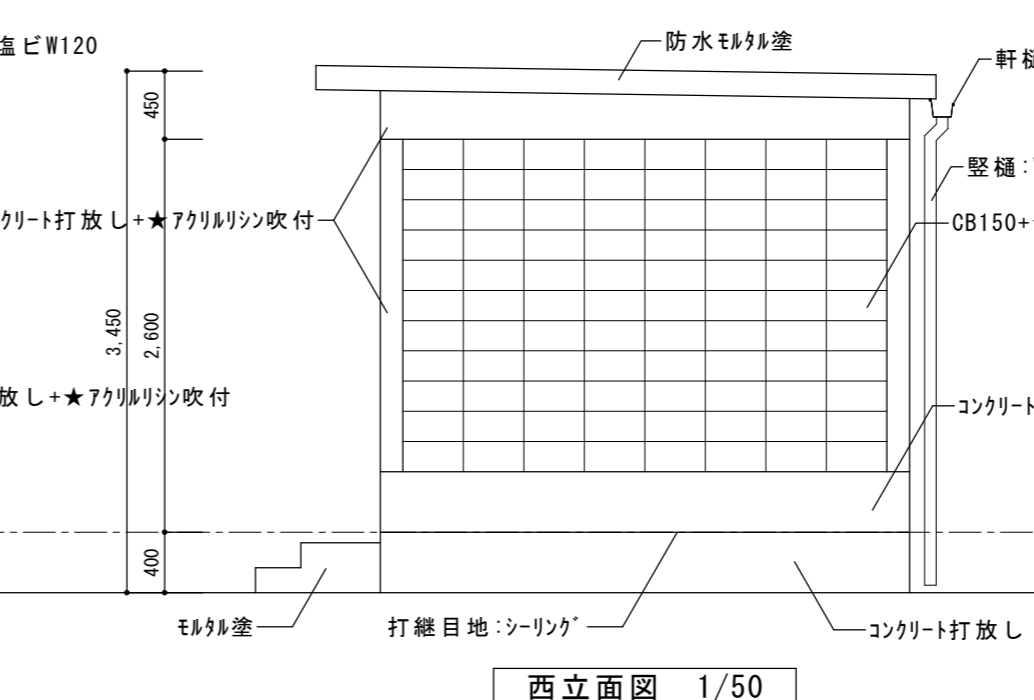 塩ビW120
防水ﾓﾙﾀﾙ塗
軒樋
450
竪樋:
ｸﾘｰﾄ打放し+★ｱｸﾘﾙﾘｼﾝ吹付
CB150+
3,450
2,600
放し+★ｱｸﾘﾙﾘｼﾝ吹付
ｺﾝｸﾘｰﾄ
400
ﾓﾙﾀﾙ塗
打継目地:ｼｰﾘﾝｸﾞ
ｺﾝｸﾘｰﾄ打放し
西立面図 1/50